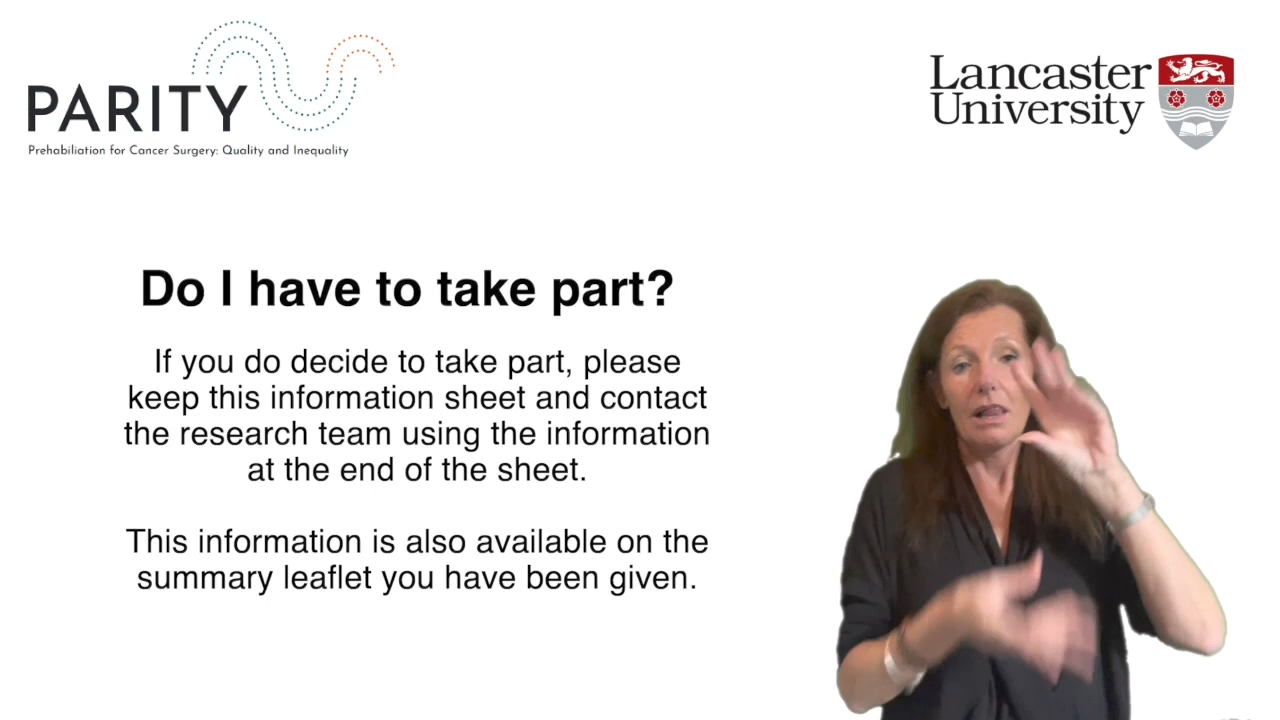 PARITY
Prehabiliation for Cancer Surgery: Quality and Inequality
Lancaster
University
Do I have to take part?
If you do decide to take part, please
keep this information sheet and contact
the research team using the information
at the end of the sheet.
This information is also available on the
summary leaflet you have been given.